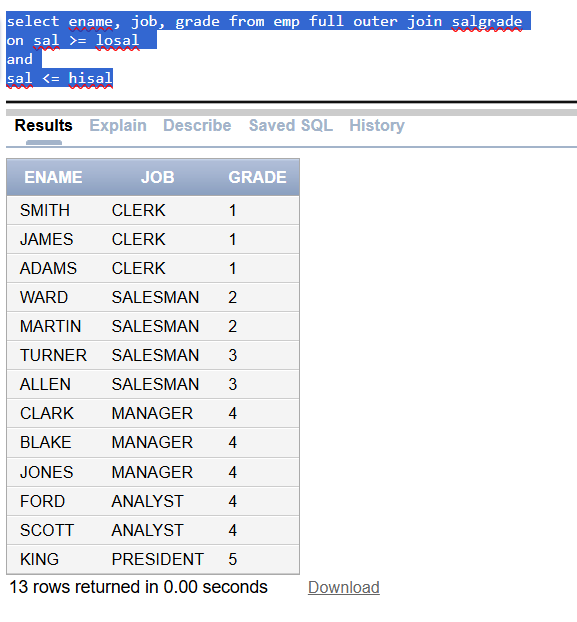 select ename, job, grade from emp full outer join salgrade
on sal >= losal
and
sal <= hisal
Results Explain Describe Saved SQL History
ENAME JOB GRADE
SMITH CLERK 1
JAMES CLERK 1
ADAMS CLERK 1
WARD SALESMAN 2
MARTIN SALESMAN 2
TURNER SALESMAN 3
ALLEN SALESMAN 3
CLARK MANAGER 4
BLAKE MANAGER 4
JONES MANAGER 4
FORD ANALYST 4
SCOTT ANALYST 4
KING PRESIDENT 5
13 rows returned in 0.00 seconds Download